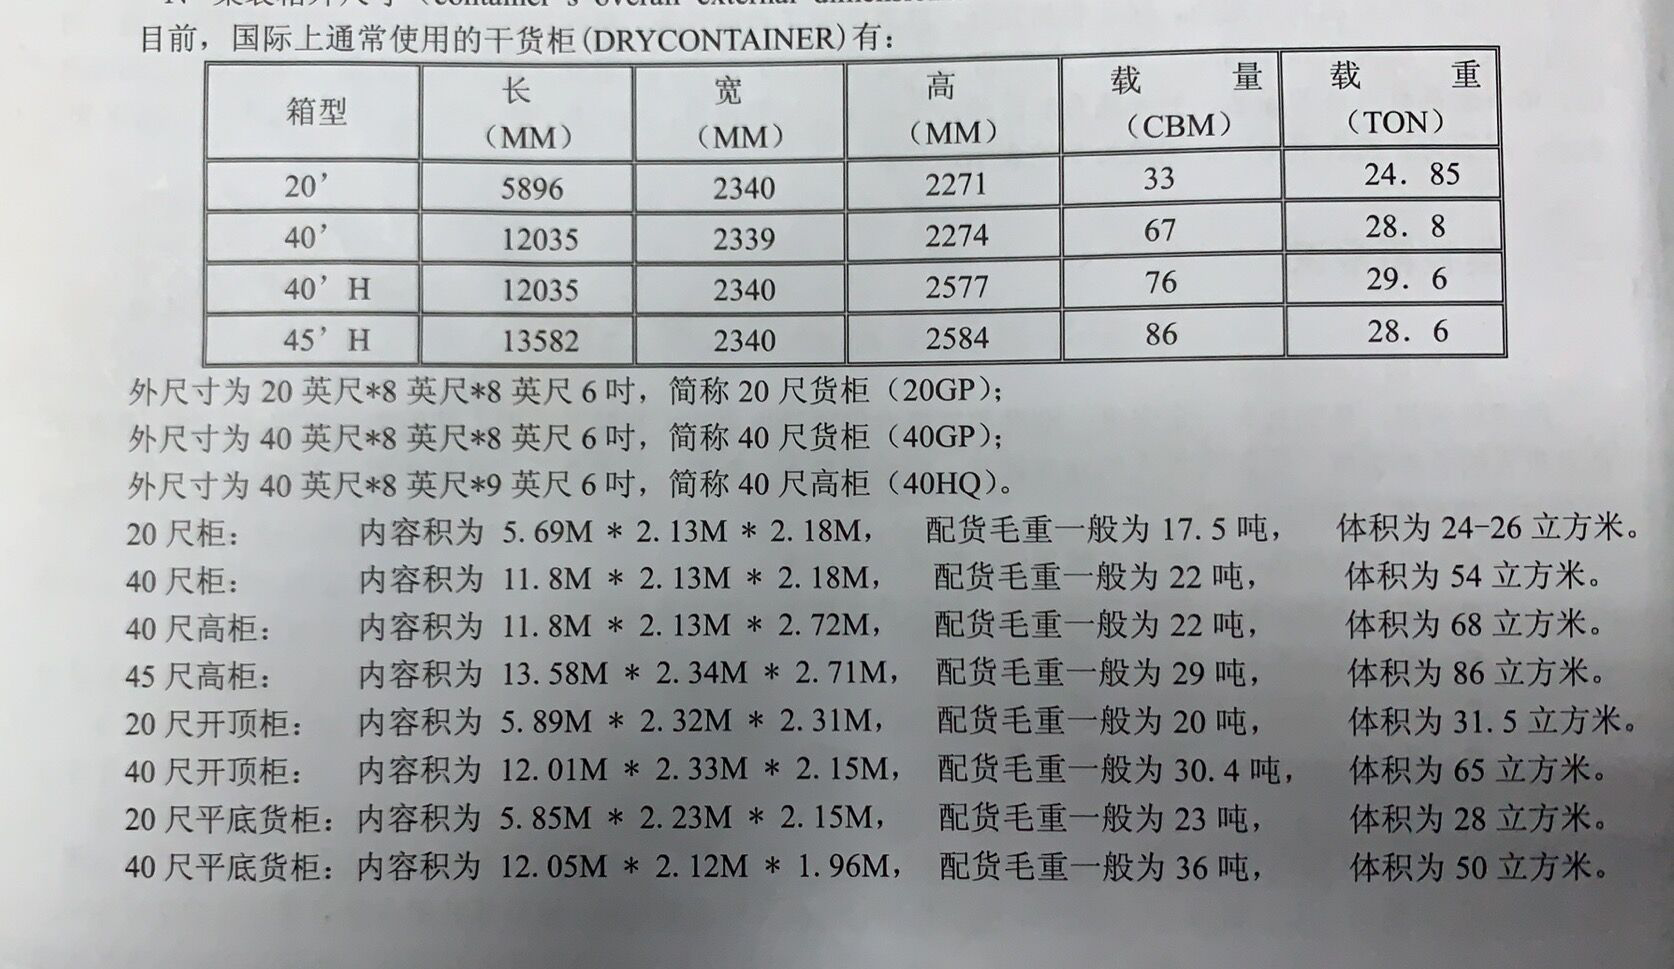 目前，国际上通常使用的干货柜(DRYCONTAINER)有：
箱型 长（MM） 宽（MM） 高（MM） 载量（CBM） 载重（TON）
20’ 5896 2340 2271 33 24．85
40’ 12035 2339 2274 67 28．8
40’ H 12035 2340 2577 76 29．6
45’ H 13582 2340 2584 86 28．6
外尺寸为 20 英尺*8 英尺*8 英尺 6 吋，简称 20 尺货柜（20GP）；
外尺寸为 40 英尺*8 英尺*8 英尺 6 吋，简称 40 尺货柜（40GP）；
外尺寸为 40 英尺*8 英尺*9 英尺 6 吋，简称 40 尺高柜（40HQ）。
20 尺柜： 内容积为 5．69M * 2．13M * 2．18M， 配货毛重一般为 17．5 吨， 体积为 24-26 立方米。
40 尺柜： 内容积为 11．8M * 2．13M * 2．18M， 配货毛重一般为 22 吨， 体积为 54 立方米。
40 尺高柜： 内容积为 11．8M * 2．13M * 2．72M， 配货毛重一般为 22 吨， 体积为 68 立方米。
45 尺高柜： 内容积为 13．58M * 2．34M * 2．71M， 配货毛重一般为 29 吨， 体积为 86 立方米。
20 尺开顶柜： 内容积为 5．89M * 2．32M * 2．31M， 配货毛重一般为 20 吨， 体积为 31．5 立方米。
40 尺开顶柜： 内容积为 12．01M * 2．33M * 2．15M， 配货毛重一般为 30．4 吨， 体积为 65 立方米。
20 尺平底货柜：内容积为 5．85M * 2．23M * 2．15M， 配货毛重一般为 23 吨， 体积为 28 立方米。
40 尺平底货柜：内容积为 12．05M * 2．12M * 1．96M， 配货毛重一般为 36 吨， 体积为 50 立方米。